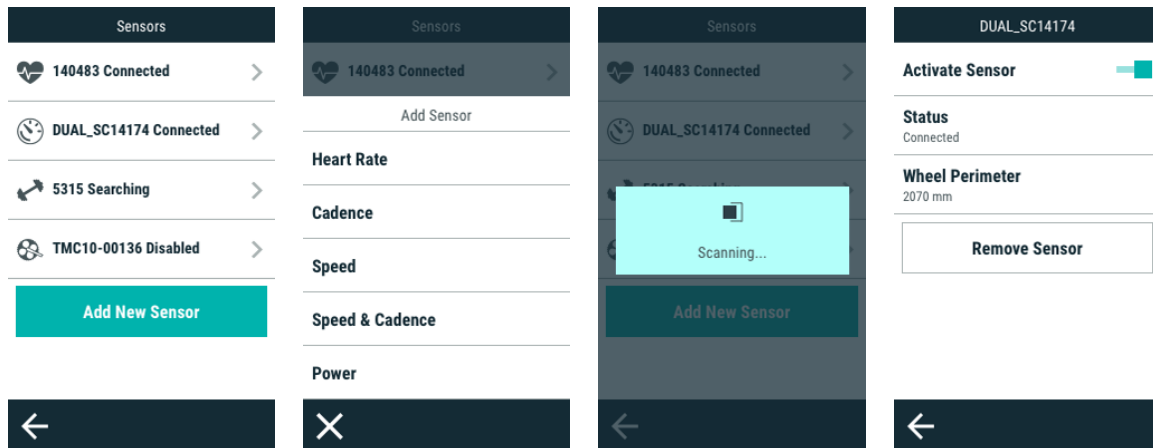 Sensors
140483 Connected
DUAL_SC14174 Connected
5315 Searching
TMC10-00136 Disabled
Add New Sensor
Sensors
140483 Connected
Add Sensor
Heart Rate
Cadence
Speed
Speed & Cadence
Power
Sensors
140483 Connected
DUAL_SC14174 Connected
Scanning...
Add New Sensor
DUAL_SC14174
Activate Sensor
Status
Connected
Wheel Perimeter
2070 mm
Remove Sensor